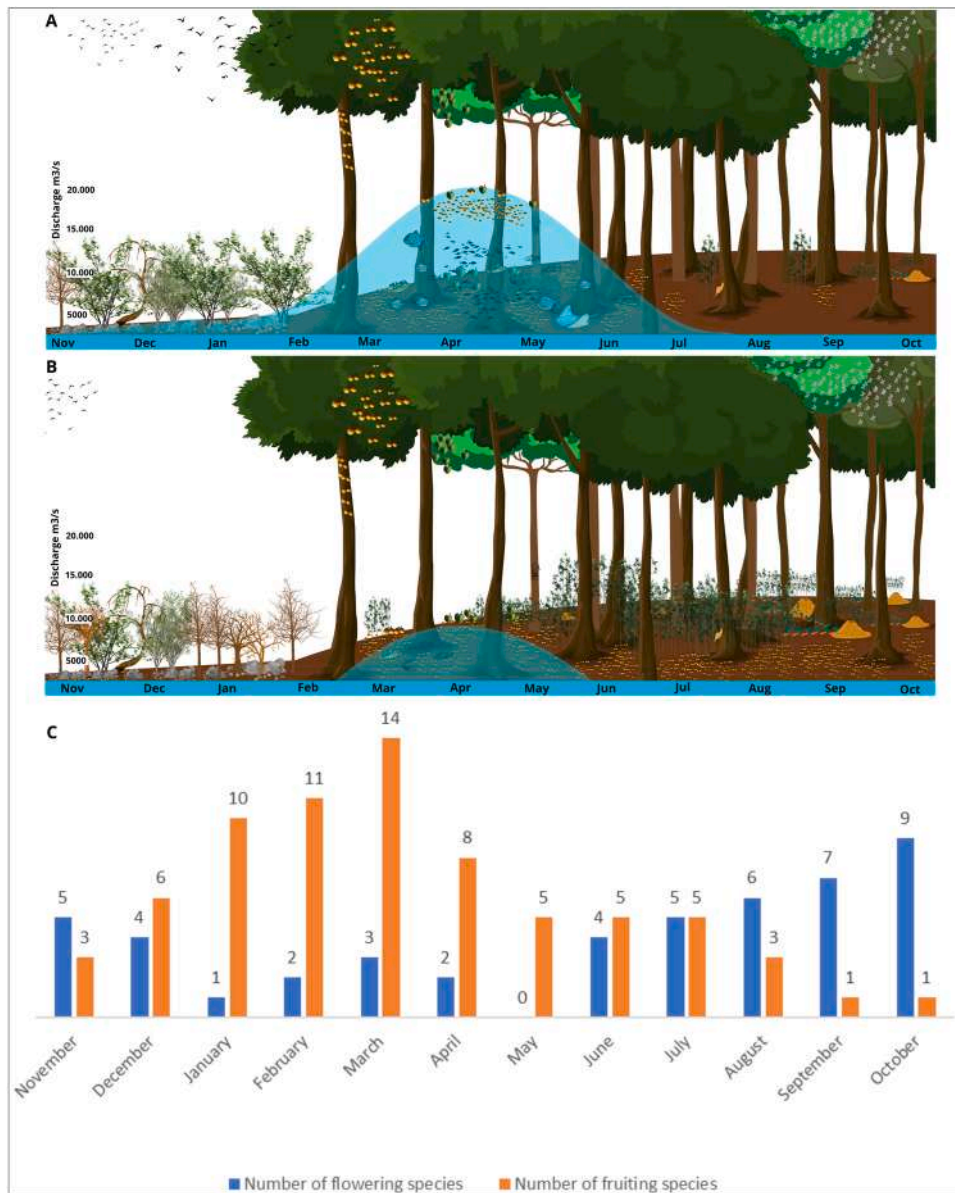 A
Discharge m3/s
20.000
15.000
10.000
5000
Nov Dec Jan Feb Mar Apr May Jun Jul Aug Sep Oct
B
Discharge m3/s
20.000
15.000
10.000
5000
Nov Dec Jan Feb Mar Apr May Jun Jul Aug Sep Oct
C
5 3 4 6 1 10 2 11 3 14 2 8 0 5 4 5 5 5 6 3 7 1 9 1
November December January February March April May June July August September October
Number of flowering species Number of fruiting species